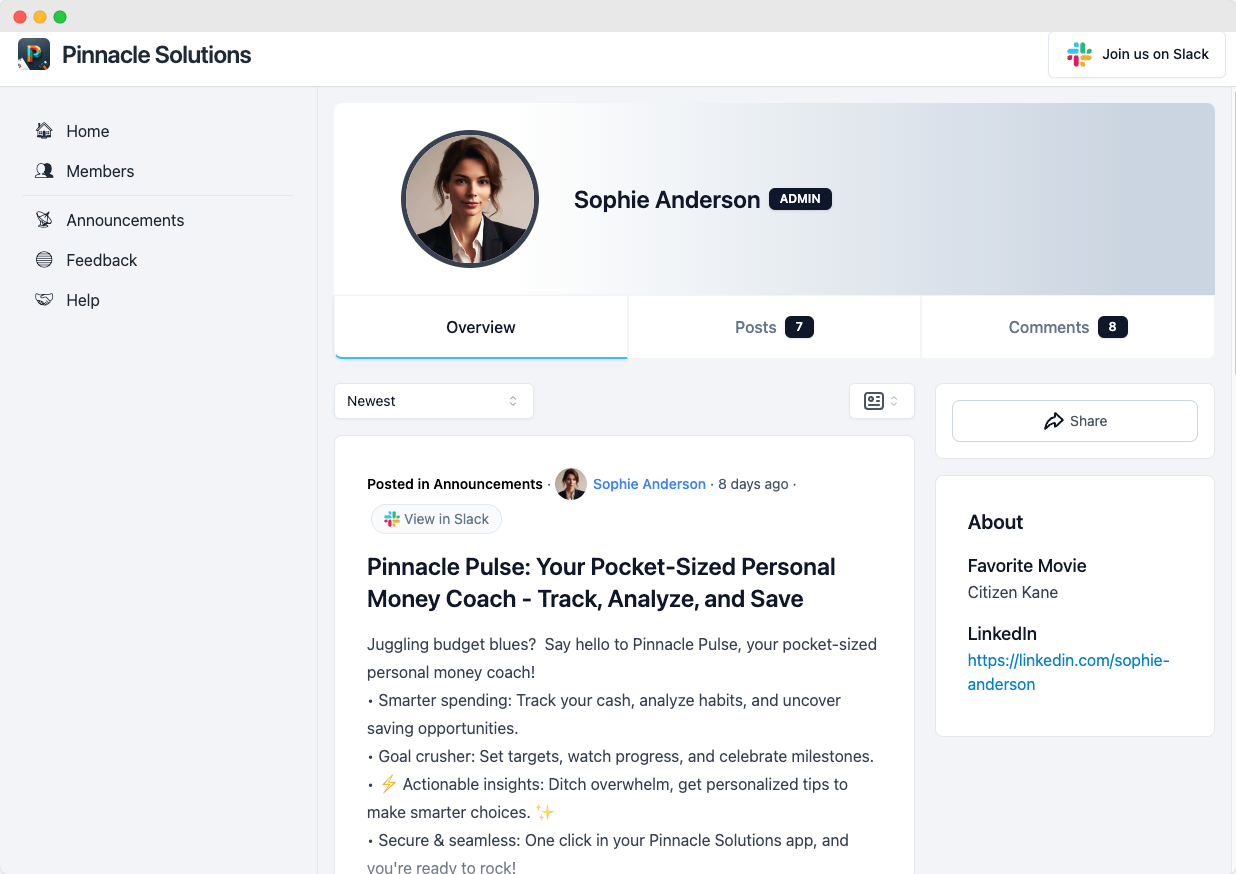 Pinnacle Solutions
Join us on Slack
Home
Members
Announcements
Feedback
Help
Sophie Anderson ADMIN
Overview
Posts 7
Comments 8
Newest
Share
Posted in Announcements · Sophie Anderson · 8 days ago ·
View in Slack
Pinnacle Pulse: Your Pocket-Sized Personal
Money Coach - Track, Analyze, and Save
Juggling budget blues?  Say hello to Pinnacle Pulse, your pocket-sized
personal money coach!
• Smarter spending: Track your cash, analyze habits, and uncover
saving opportunities.
• Goal crusher: Set targets, watch progress, and celebrate milestones.
• ⚡ Actionable insights: Ditch overwhelm, get personalized tips to
make smarter choices. ✨
• Secure & seamless: One click in your Pinnacle Solutions app, and
you're ready to rock!
About
Favorite Movie
Citizen Kane
LinkedIn
https://linkedin.com/sophie-
anderson